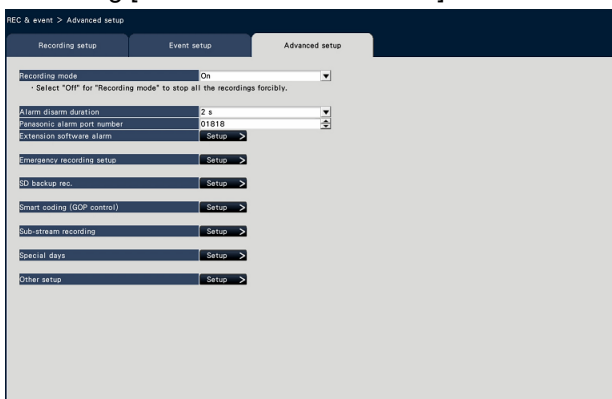 REC & event > Advanced setup
Recording setup Event setup Advanced setup
Recording mode On
・Select "Off" for "Recording mode" to stop all the recordings forcibly.
Alarm disarm duration 2 s
Panasonic alarm port number 01818
Extension software alarm Setup >
Emergency recording setup Setup >
SD backup rec. Setup >
Smart coding (GOP control) Setup >
Sub-stream recording Setup >
Special days Setup >
Other setup Setup >